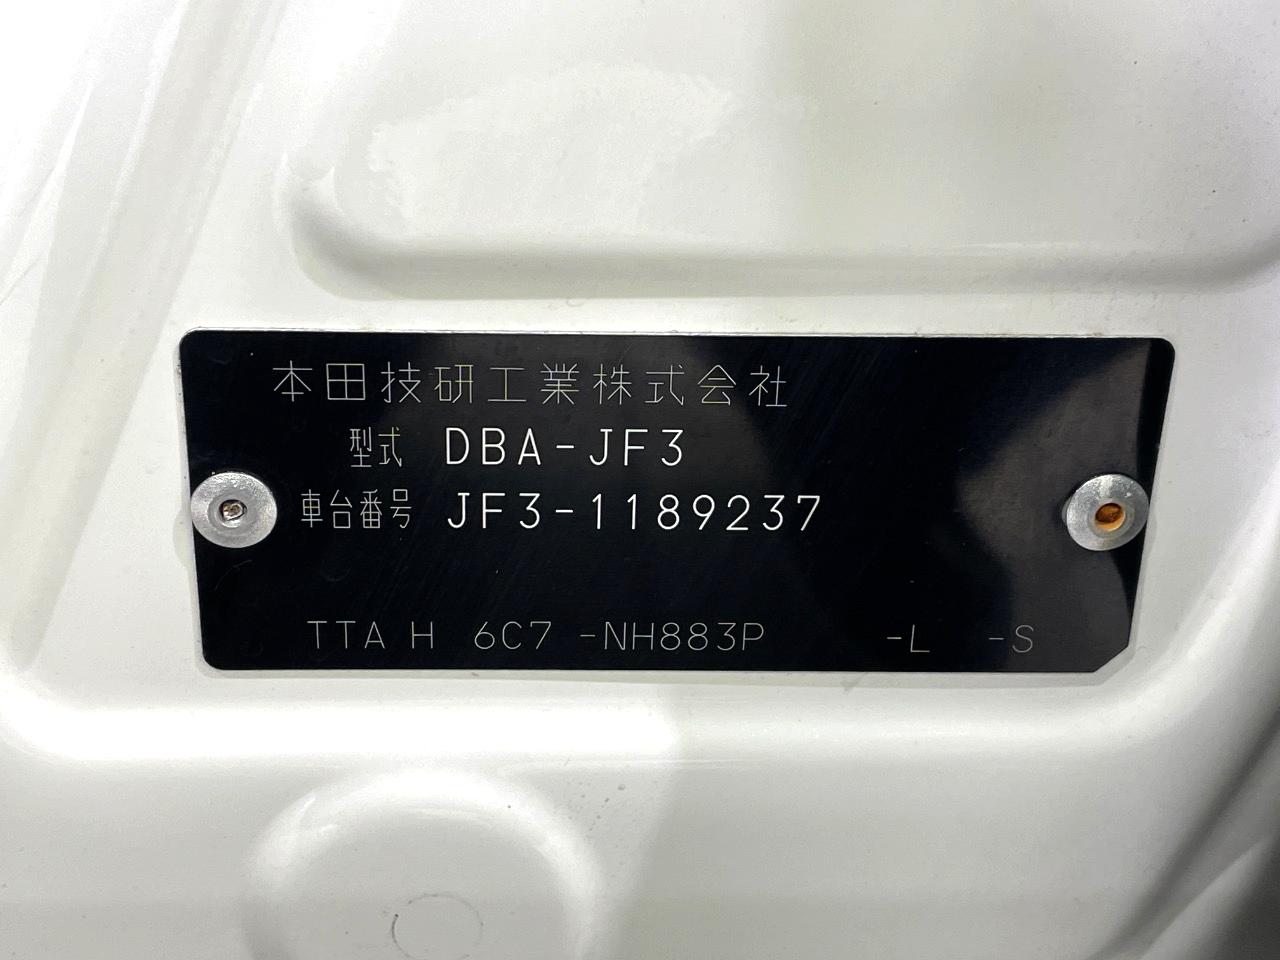 本田技研工業株式会社
型式 DBA-JF3
車台番号 JF3-1189237
TTA H 6C7 -NH883P -L -S